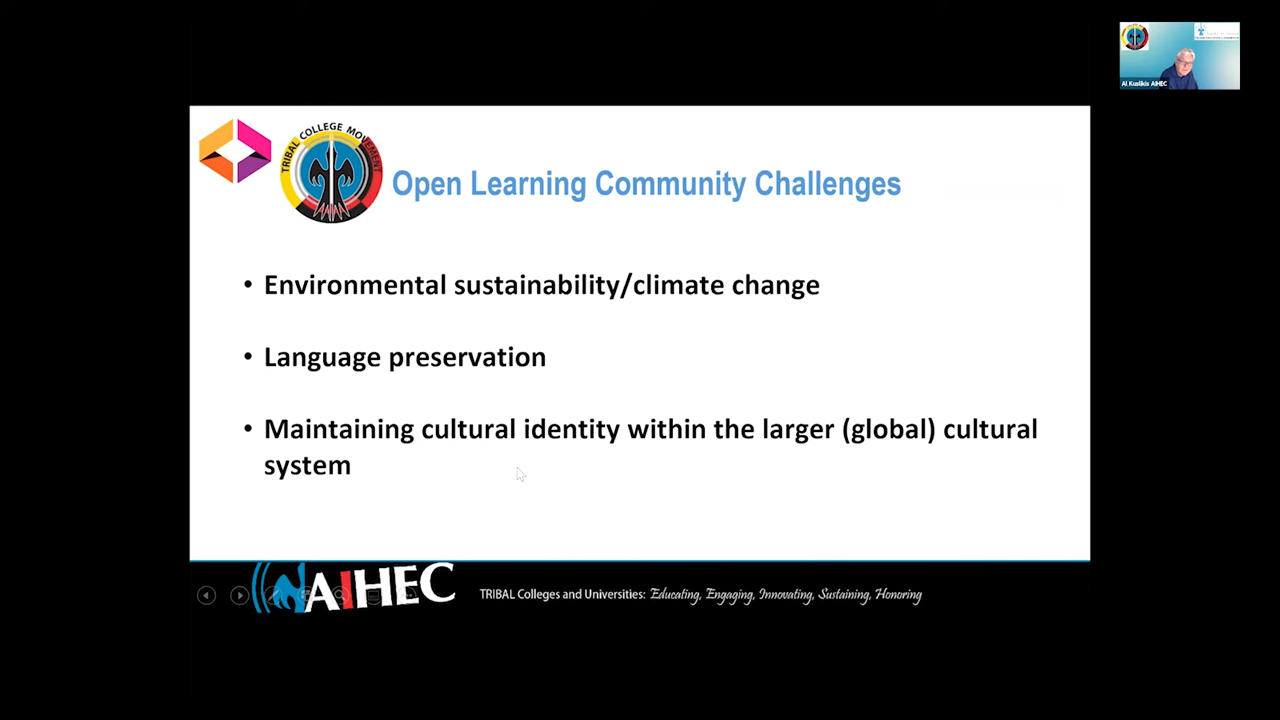 Al Kuslikis AIHEC
TRIBAL COLLEGE MOVEMENT
Open Learning Community Challenges
• Environmental sustainability/climate change
• Language preservation
• Maintaining cultural identity within the larger (global) cultural
system
AIHEC
TRIBAL Colleges and Universities: Educating, Engaging, Innovating, Sustaining, Honoring